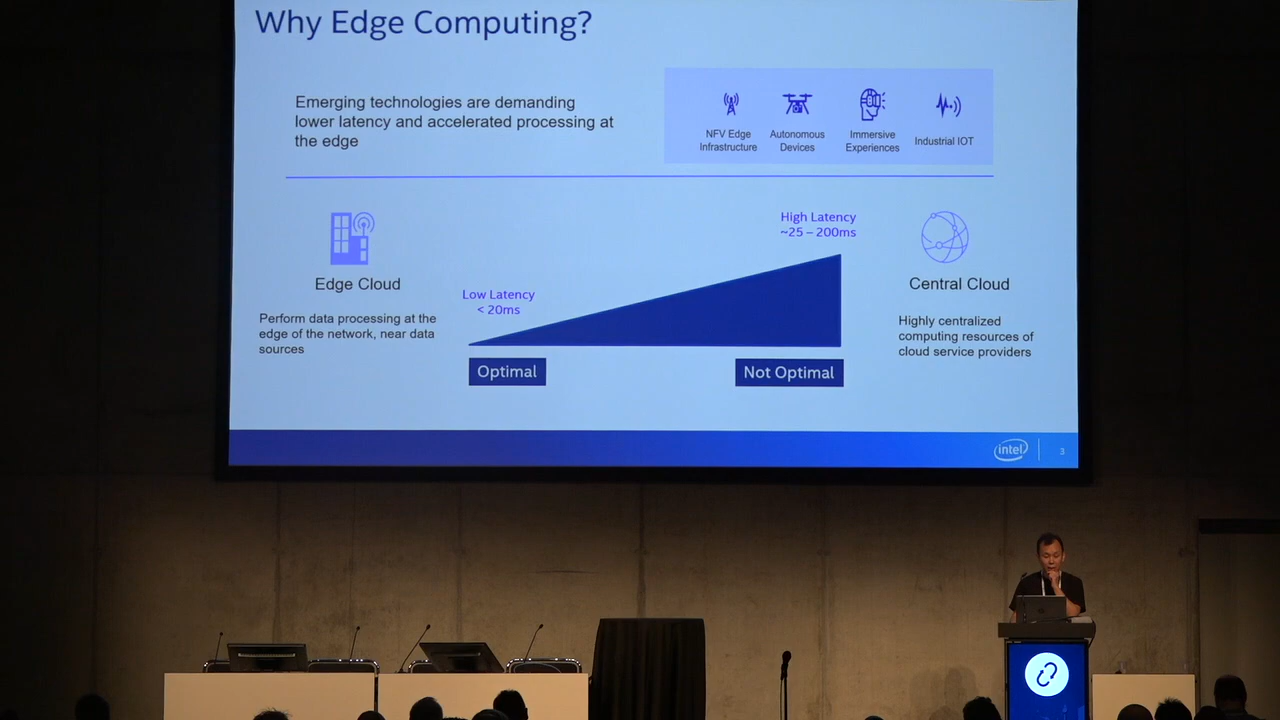 Why Edge Computing?
Emerging technologies are demanding
lower latency and accelerated processing at
the edge
NFV Edge
Infrastructure
Autonomous
Devices
Immersive
Experiences
Industrial IOT
Edge Cloud
Perform data processing at the
edge of the network, near data
sources
Low Latency
< 20ms
High Latency
~25 – 200ms
Optimal
Not Optimal
Central Cloud
Highly centralized
computing resources of
cloud service providers
intel
3